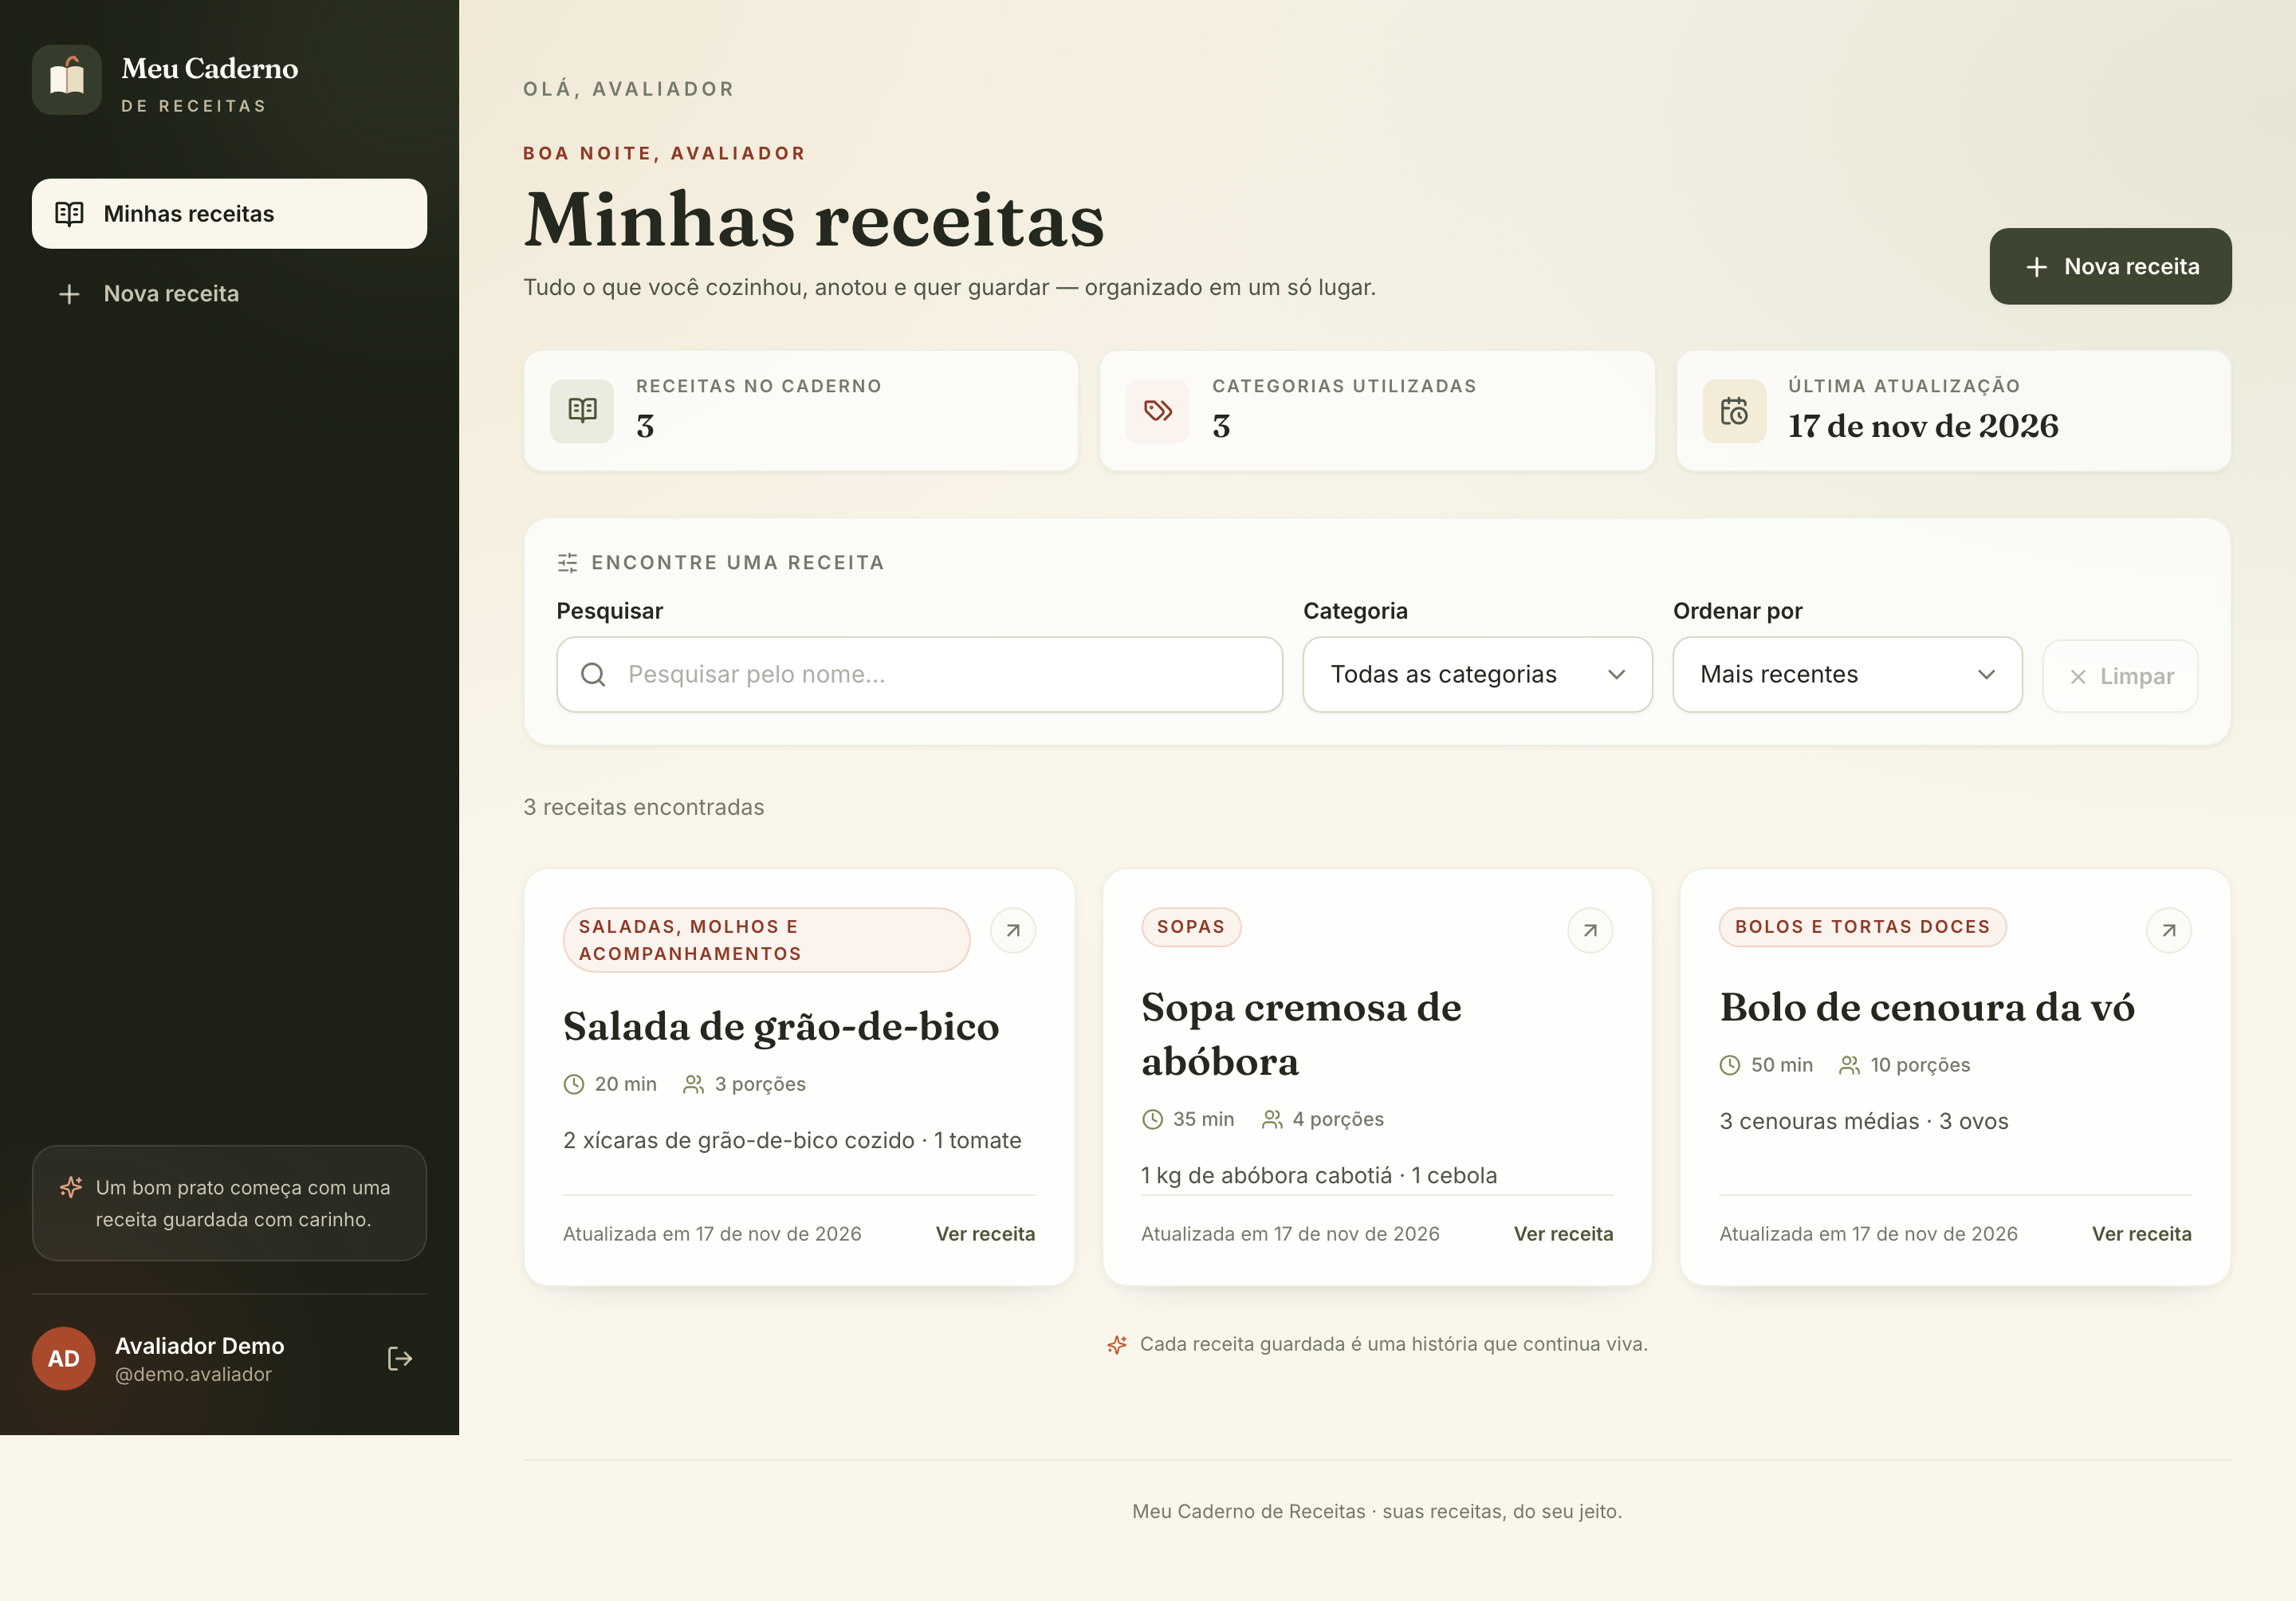 Meu Caderno
DE RECEITAS
Minhas receitas
Nova receita
Um bom prato começa com uma
receita guardada com carinho.
AD
Avaliador Demo
@demo.avaliador
OLÁ, AVALIADOR
BOA NOITE, AVALIADOR
Minhas receitas
Tudo o que você cozinhou, anotou e quer guardar — organizado em um só lugar.
Nova receita
RECEITAS NO CADERNO
3
CATEGORIAS UTILIZADAS
3
ÚLTIMA ATUALIZAÇÃO
17 de nov de 2026
ENCONTRE UMA RECEITA
Pesquisar
Pesquisar pelo nome...
Categoria
Todas as categorias
Ordenar por
Mais recentes
Limpar
3 receitas encontradas
SALADAS, MOLHOS E
ACOMPANHAMENTOS
Salada de grão-de-bico
20 min 3 porções
2 xícaras de grão-de-bico cozido · 1 tomate
Atualizada em 17 de nov de 2026 Ver receita
SOPAS
Sopa cremosa de
abóbora
35 min 4 porções
1 kg de abóbora cabotiá · 1 cebola
Atualizada em 17 de nov de 2026 Ver receita
BOLOS E TORTAS DOCES
Bolo de cenoura da vó
50 min 10 porções
3 cenouras médias · 3 ovos
Atualizada em 17 de nov de 2026 Ver receita
Cada receita guardada é uma história que continua viva.
Meu Caderno de Receitas · suas receitas, do seu jeito.